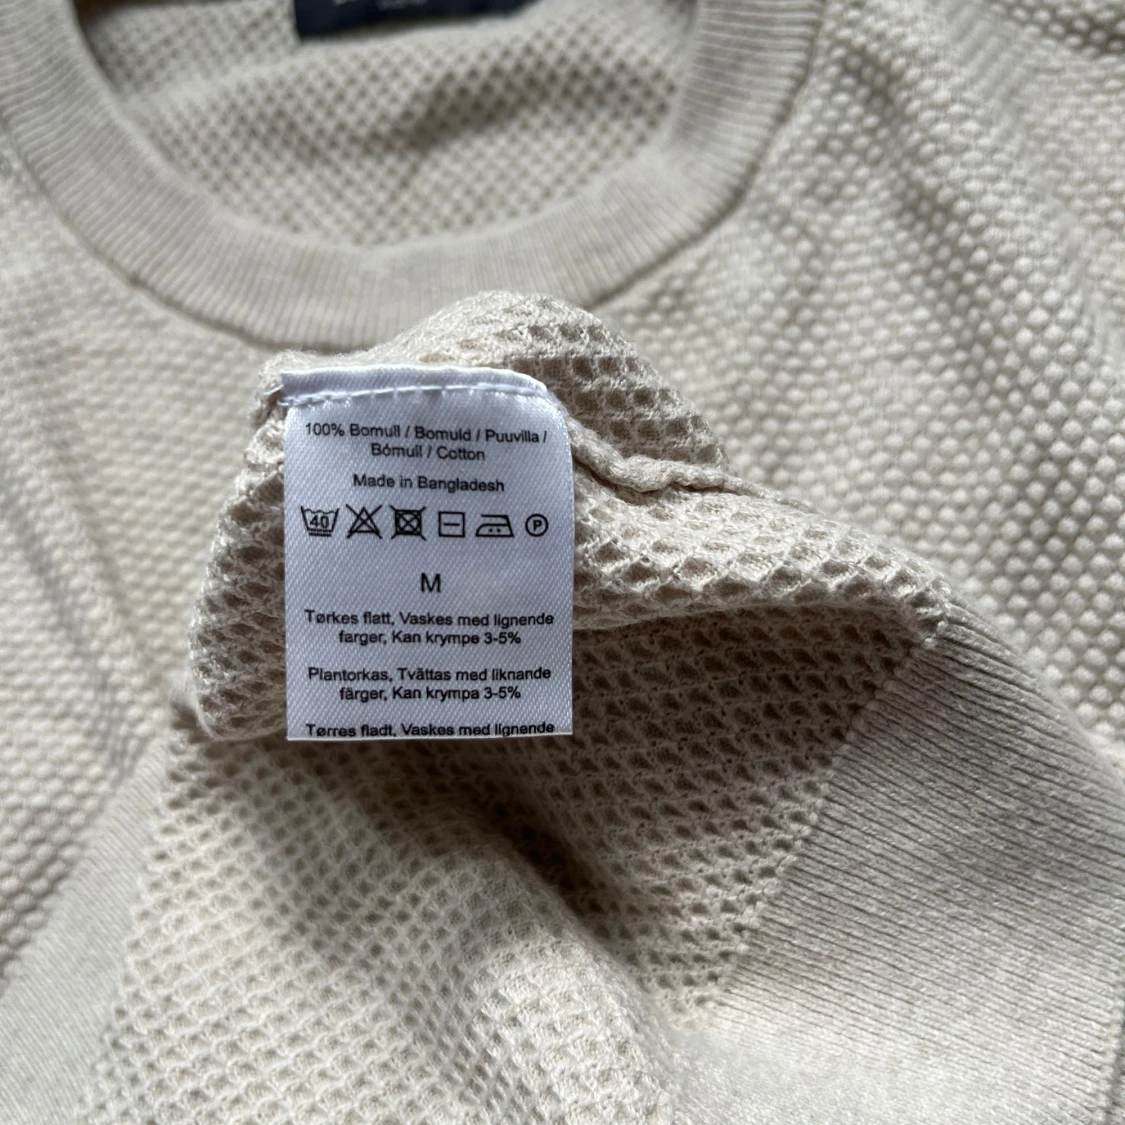 100% Bomull / Bomuld / Puuvilla /
Bómull / Cotton
Made in Bangladesh
40 P
M
Tørkes flatt, Vaskes med lignende
farger, Kan krympe 3-5%
Plantorkas, Tvättas med liknande
färger, Kan krympa 3-5%
Tørres fladt, Vaskes med lignende